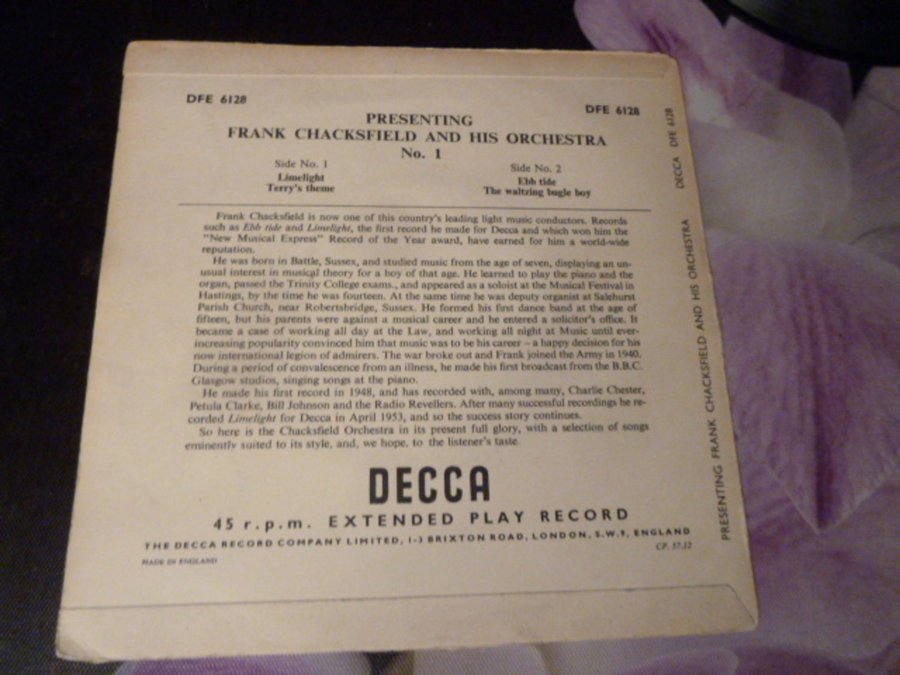 DFE 6128
DFE 6128
PRESENTING
FRANK CHACKSFIELD AND HIS ORCHESTRA
No. 1
Side No. 1
Limelight
Terry's theme
Side No. 2
Ebb tide
The waltzing bugle boy
Frank Chacksfield is now one of this country's leading light music conductors. Records
such as Ebb tide and Limelight, the first record he made for Decca and which won him the
"New Musical Express" Record of the Year award, have earned for him a world-wide
reputation.
He was born in Battle, Sussex, and studied music from the age of seven, displaying an un-
usual interest in musical theory for a boy of that age. He learned to play the piano and the
organ, passed the Trinity College exams., and appeared as a soloist at the Musical Festival in
Hastings, by the time he was fourteen. At the same time he was deputy organist at Salehurst
Parish Church, near Robertsbridge, Sussex. He formed his first dance band at the age of
fifteen, but his parents were against a musical career and he entered a solicitor's office. It
became a case of working all day at the Law, and working all night at Music until ever-
increasing popularity convinced him that music was to be his career – a happy decision for his
now international legion of admirers. The war broke out and Frank joined the Army in 1940.
During a period of convalescence from an illness, he made his first broadcast from the B.B.C.
Glasgow studios, singing songs at the piano.
He made his first record in 1948, and has recorded with, among many, Charlie Chester,
Petula Clarke, Bill Johnson and the Radio Revellers. After many successful recordings he re-
corded Limelight for Decca in April 1953, and so the success story continues.
So here is the Chacksfield Orchestra in its present full glory, with a selection of songs
eminently suited to its style, and, we hope, to the listener's taste.
DECCA
45 r.p.m. EXTENDED PLAY RECORD
THE DECCA RECORD COMPANY LIMITED, 1-3 BRIXTON ROAD, LONDON, S.W.9, ENGLAND
CP. 57.12
MADE IN ENGLAND
PRESENTING FRANK CHACKSFIELD AND HIS ORCHESTRA DECCA DFE 6128